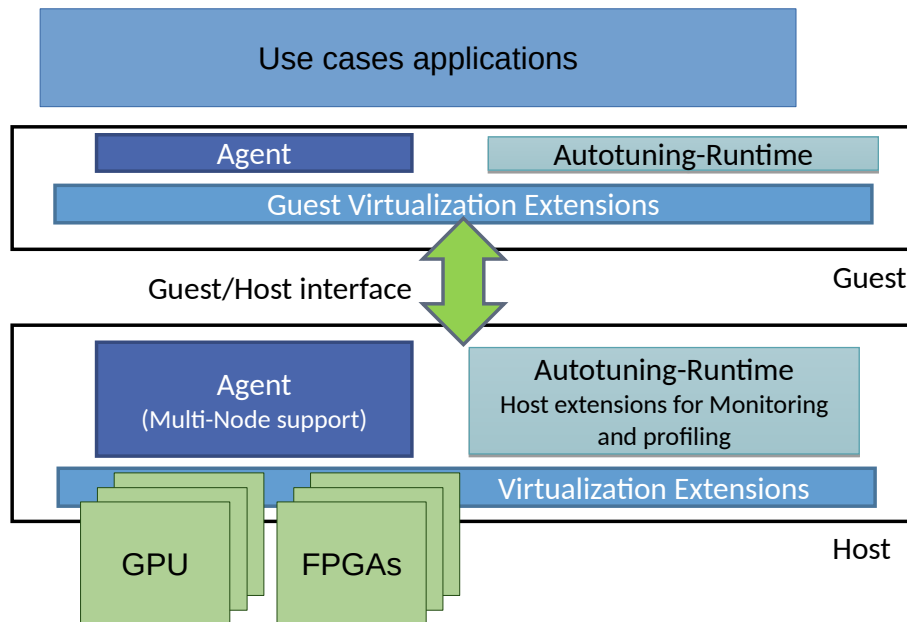 Use cases applications
Agent
Autotuning-Runtime
Guest Virtualization Extensions
Guest/Host interface
Guest
Agent
(Multi-Node support)
Autotuning-Runtime
Host extensions for Monitoring
and profiling
Virtualization Extensions
GPU
FPGAs
Host